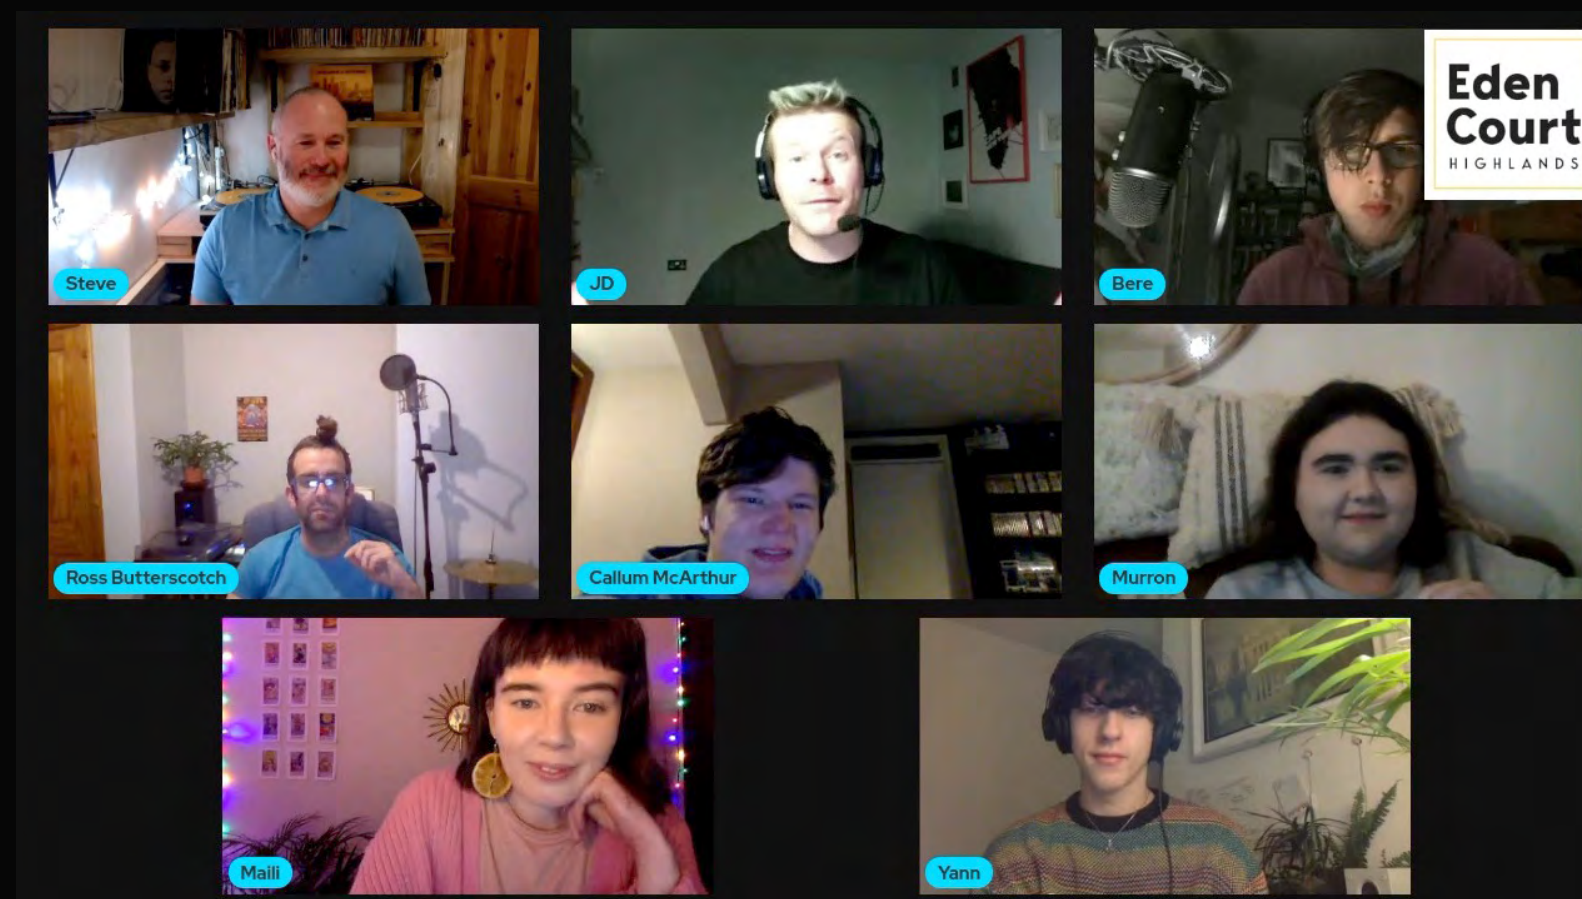 Steve
JD
Bere
Eden
Court
HIGHLANDS
Ross Butterscotch
Callum McArthur
Murron
Maili
Yann